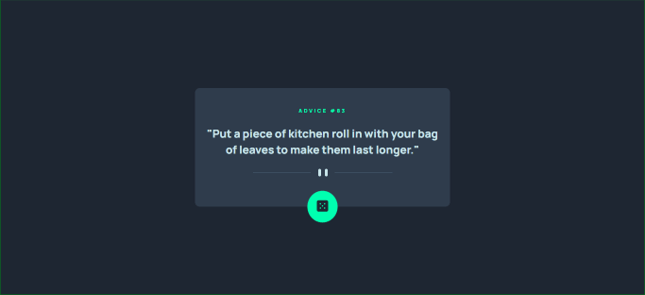 ADVICE #83
"Put a piece of kitchen roll in with your bag
of leaves to make them last longer."